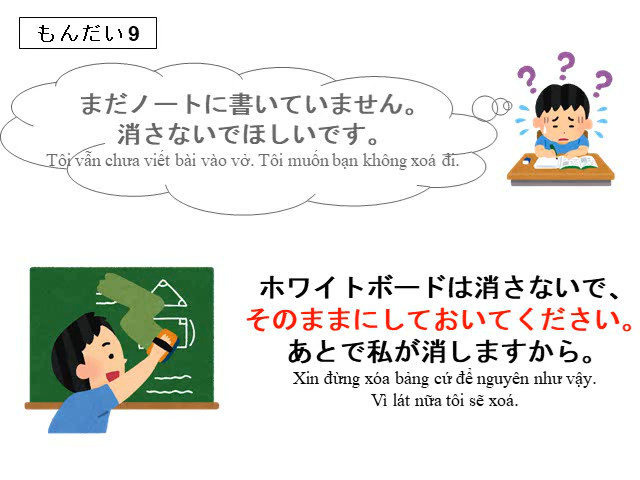 もんだい9
まだノートに書いていません。
消さないでほしいです。
Tôi vẫn chưa viết bài vào vở. Tôi muốn bạn không xoá đi.
ホワイトボードは消さないで、
そのままにしておいてください。
あとで私が消しますから。
Xin đừng xóa bảng cứ để nguyên như vậy.
Vì lát nữa tôi sẽ xoá.